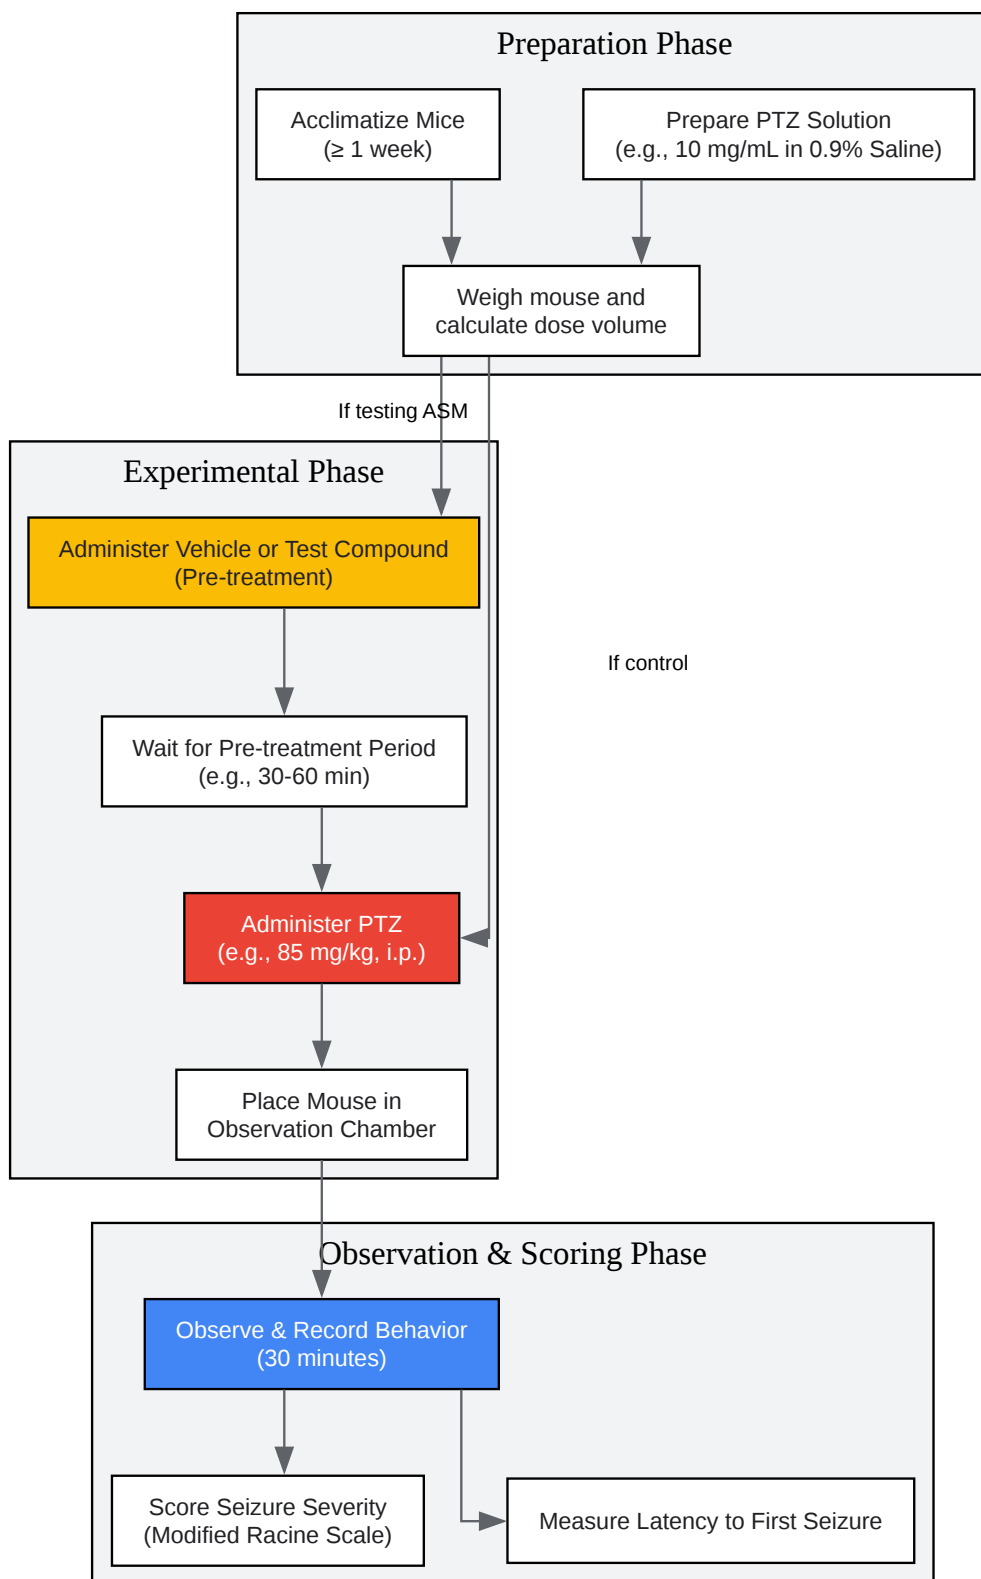 Preparation Phase
Acclimatize Mice
(≥ 1 week)
Prepare PTZ Solution
(e.g., 10 mg/mL in 0.9% Saline)
Weigh mouse and
calculate dose volume
If testing ASM
Experimental Phase
Administer Vehicle or Test Compound
(Pre-treatment)
If control
Wait for Pre-treatment Period
(e.g., 30-60 min)
Administer PTZ
(e.g., 85 mg/kg, i.p.)
Place Mouse in
Observation Chamber
Observation & Scoring Phase
Observe & Record Behavior
(30 minutes)
Score Seizure Severity
(Modified Racine Scale)
Measure Latency to First Seizure